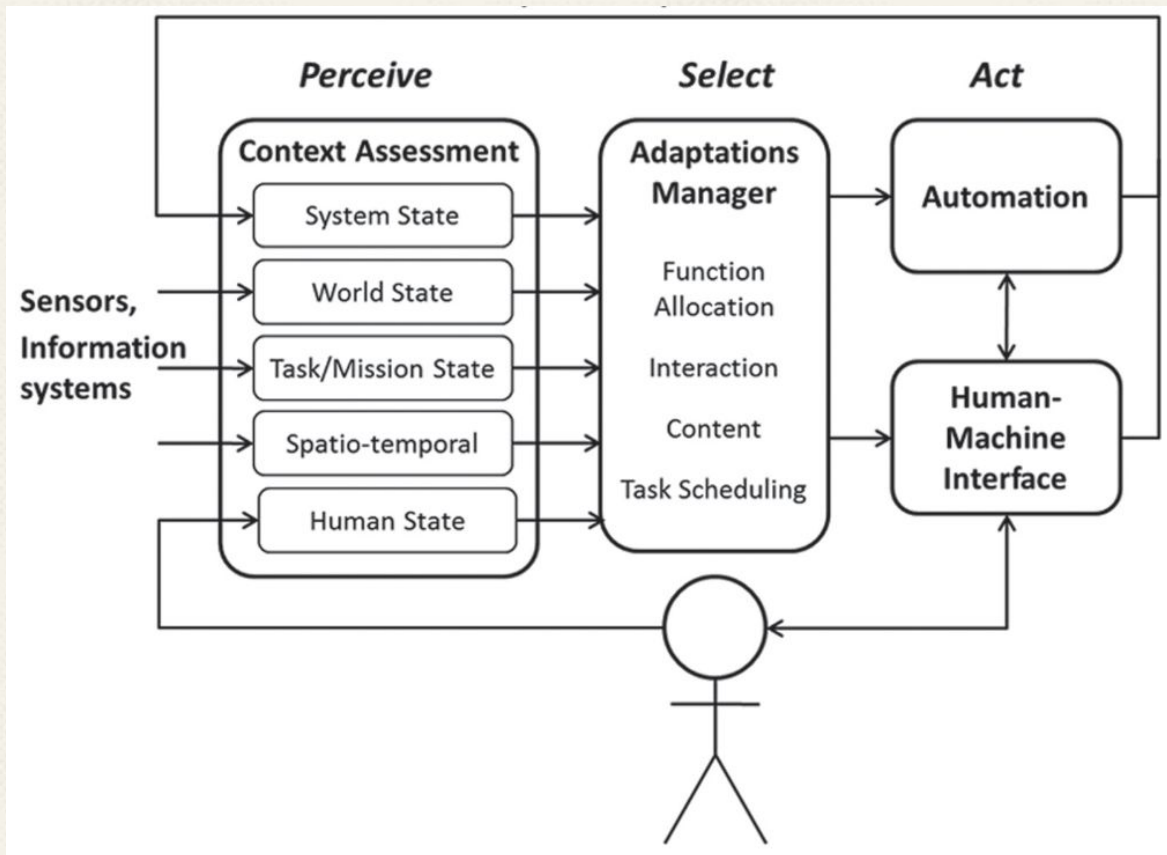 Perceive
Select
Act
Context Assessment
System State
World State
Task/Mission State
Spatio-temporal
Human State
Sensors,
Information
systems
Adaptations
Manager
Function
Allocation
Interaction
Content
Task Scheduling
Automation
Human-
Machine
Interface